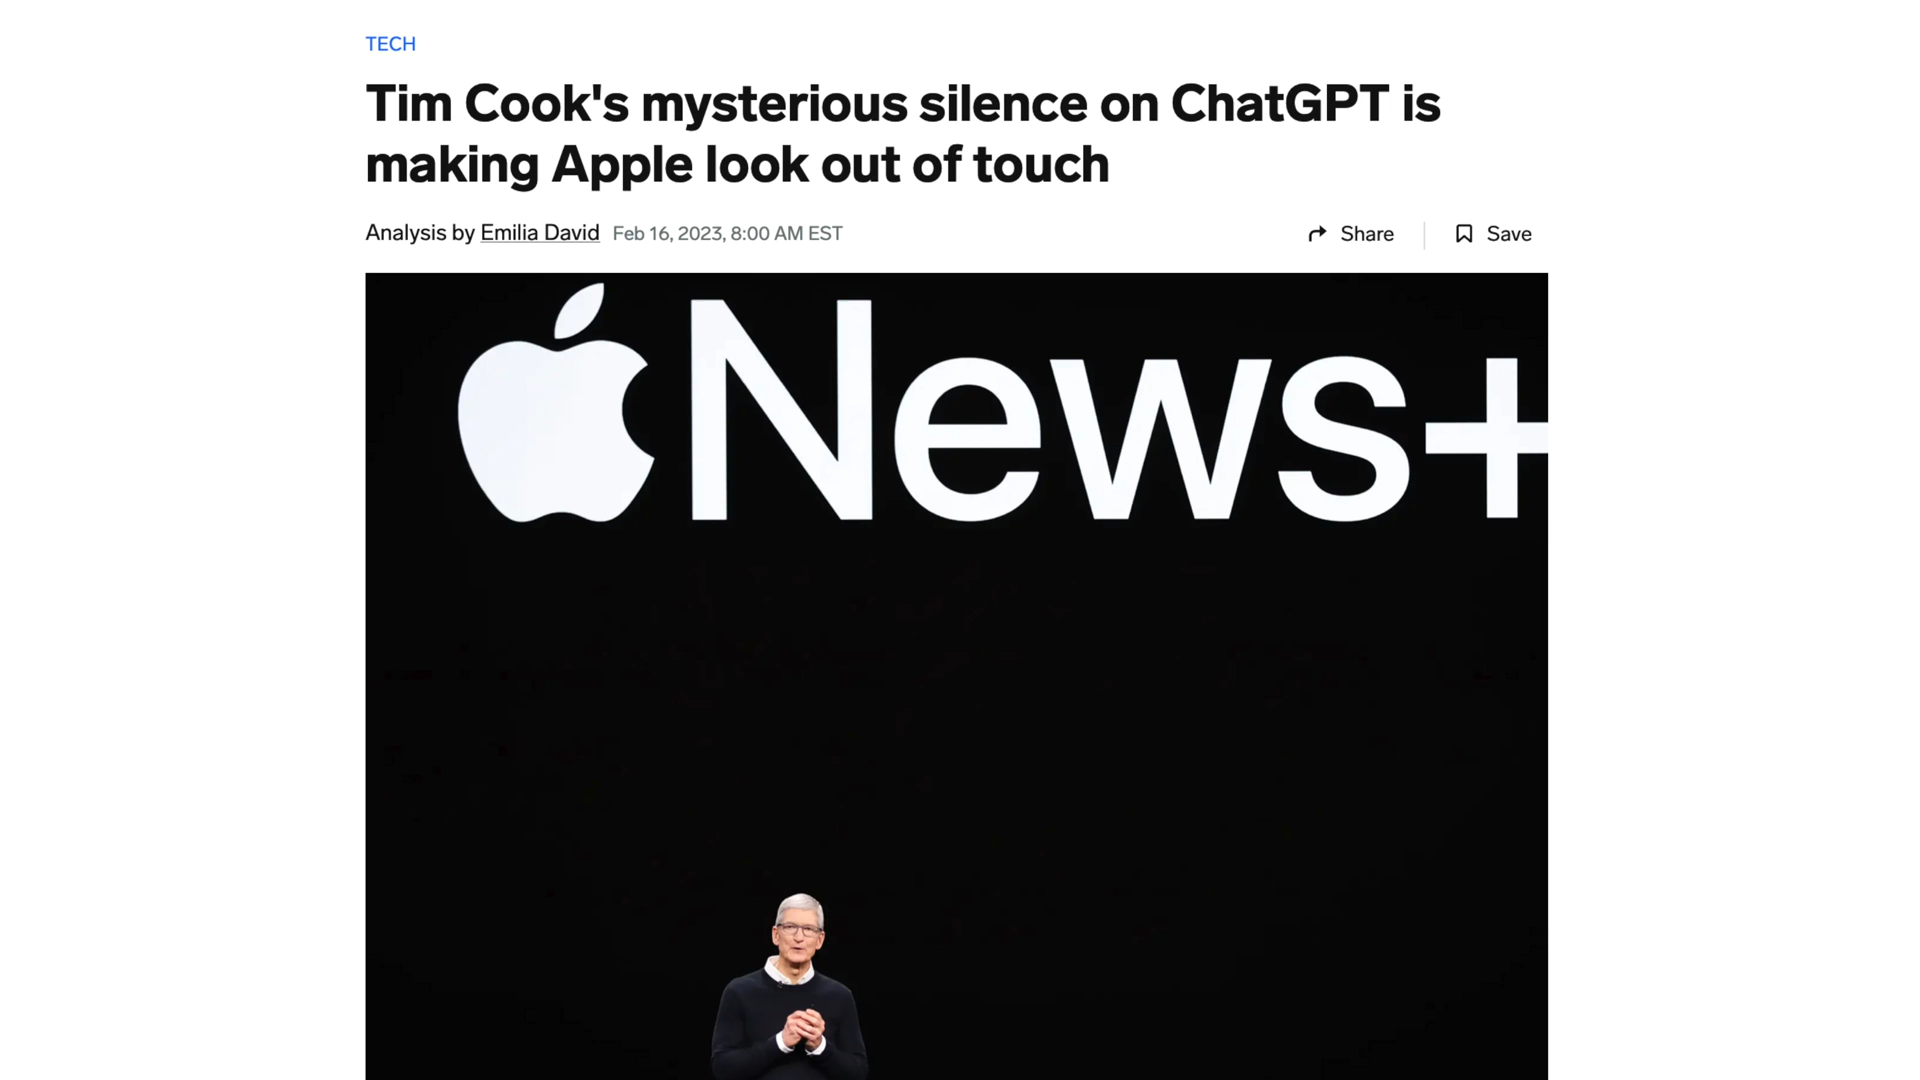 TECH
Tim Cook's mysterious silence on ChatGPT is
making Apple look out of touch
Analysis by Emilia David Feb 16, 2023, 8:00 AM EST
Share
Save
News+